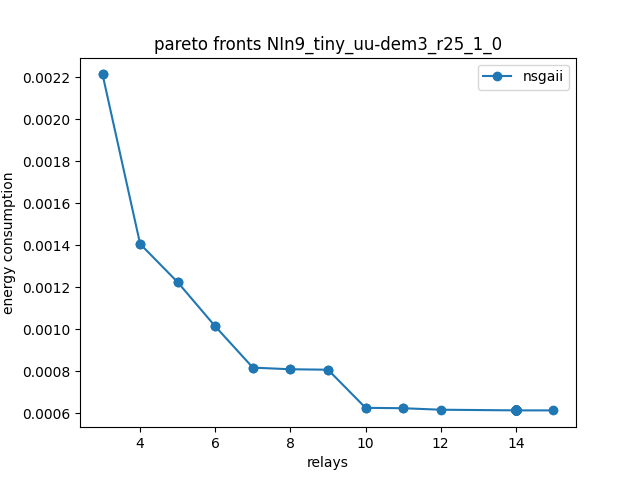 pareto fronts NIn9_tiny_uu-dem3_r25_1_0
nsgaii
energy consumption
0.0022
0.0020
0.0018
0.0016
0.0014
0.0012
0.0010
0.0008
0.0006
4 6 8 10 12 14
relays